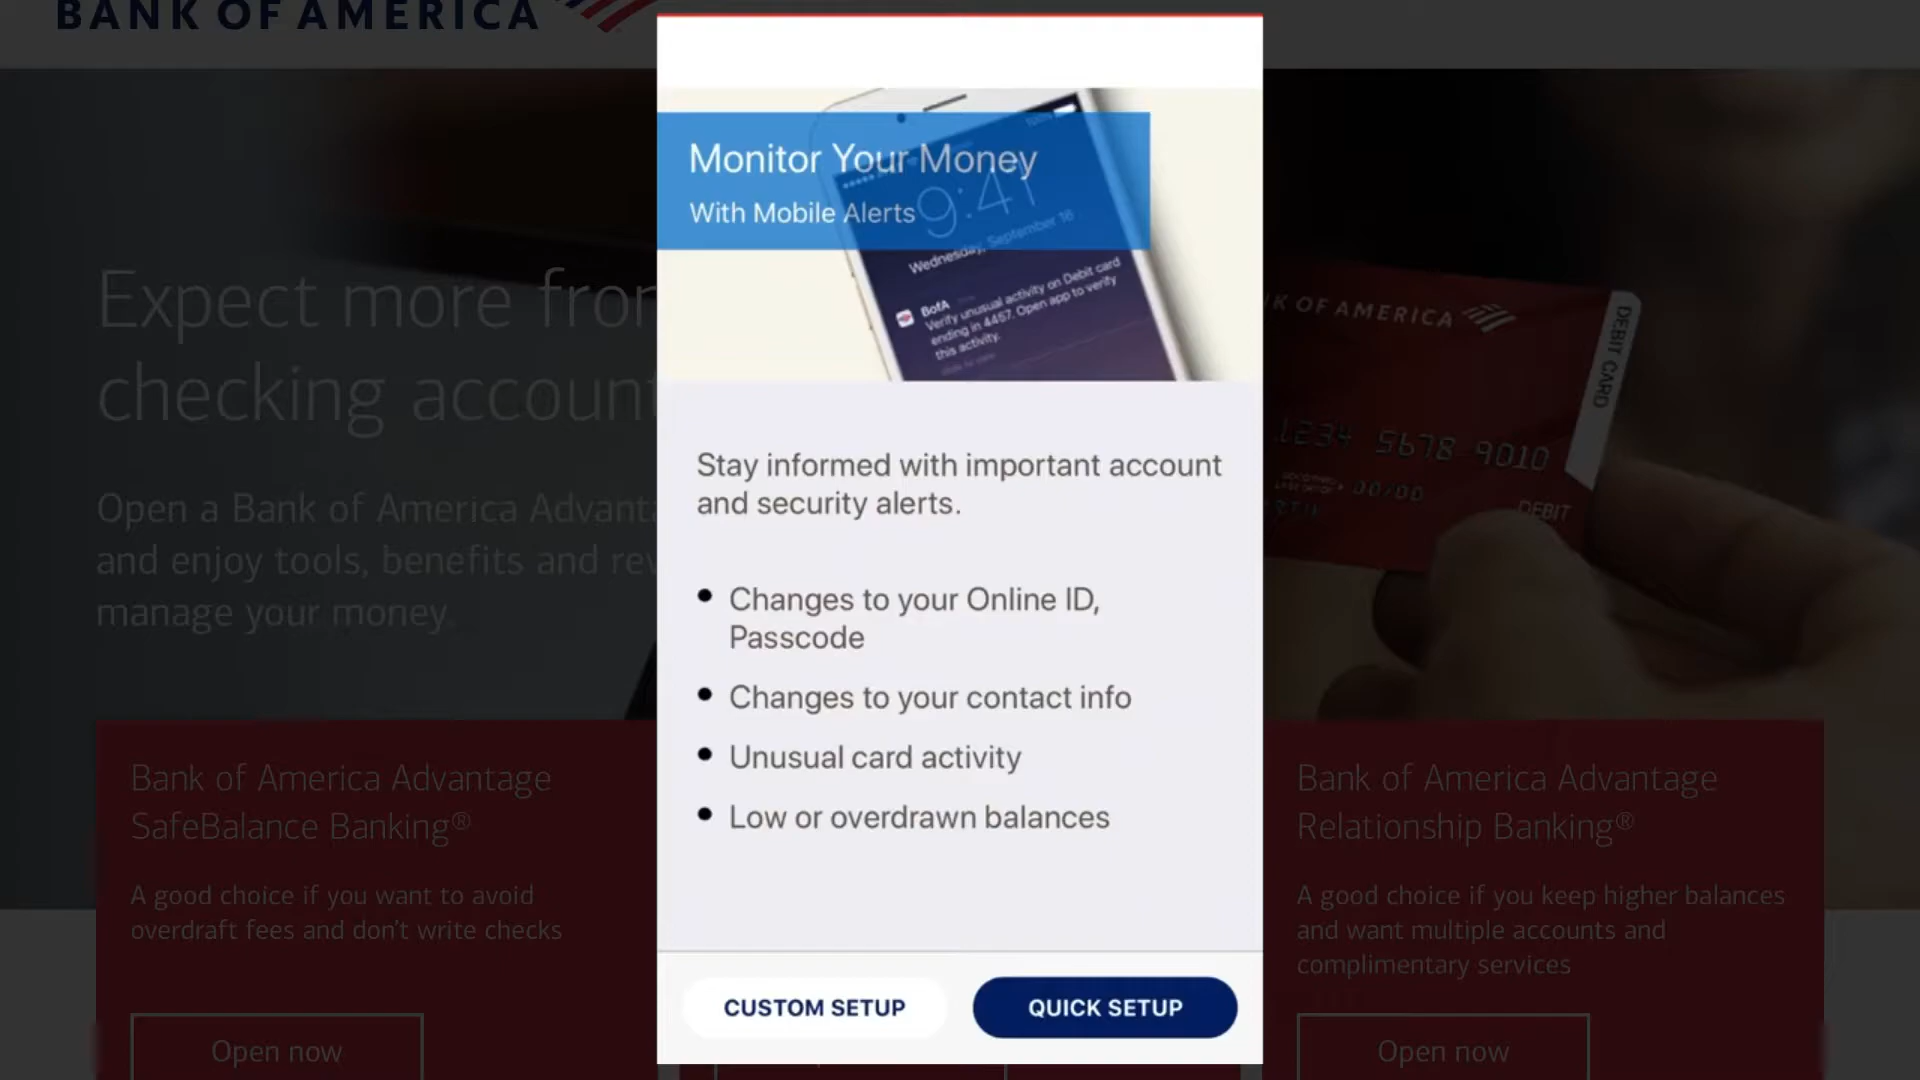 BANK OF AMERICA
Monitor Your Money
With Mobile Alerts
100%
9:41
Wednesday, September 16
BofA
Verify unusual activity on Debit card
ending in 4457. Open app to verify
this activity.
Expect more from
checking account
Open a Bank of America
and enjoy tools, benefits and
manage your money.
OF AMERICA
DEBIT CARD
1234 5678 9010
00/00
DEBIT
Stay informed with important account
and security alerts.
• Changes to your Online ID,
Passcode
• Changes to your contact info
• Unusual card activity
• Low or overdrawn balances
CUSTOM SETUP
QUICK SETUP
Bank of America Advantage
SafeBalance Banking®
A good choice if you want to avoid
overdraft fees and don't write checks
Open now
Bank of America Advantage
Relationship Banking®
A good choice if you keep higher balances
and want multiple accounts and
complimentary services
Open now